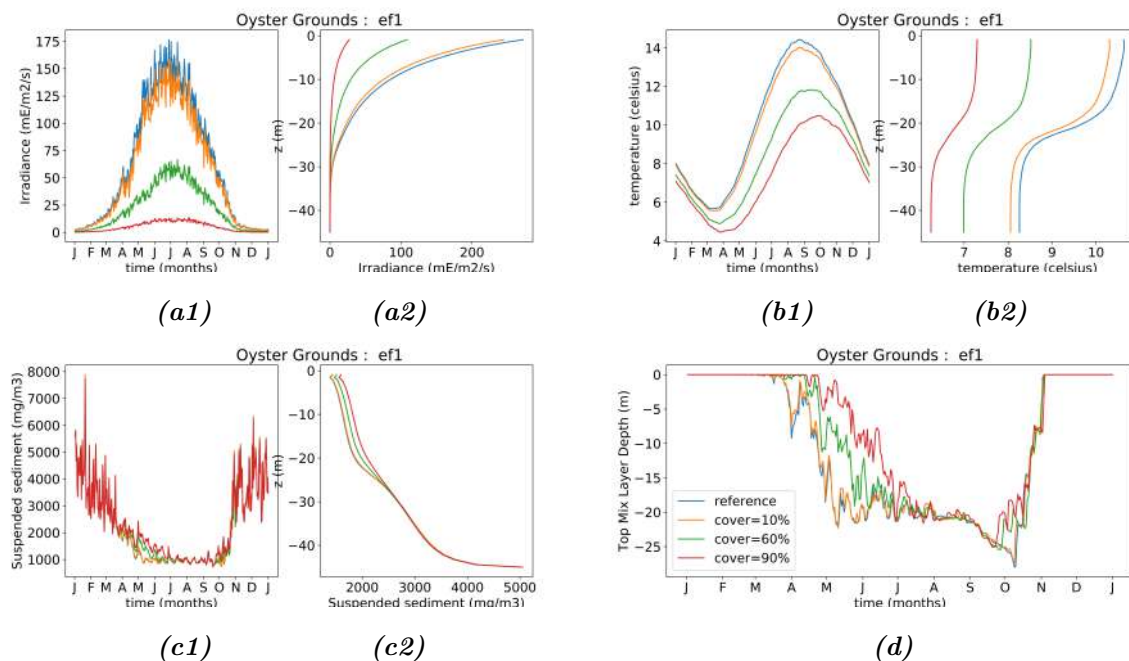 Oyster Grounds : ef1
Irradiance (mE/m2/s)
175
150
125
100
75
50
25
0
J F M A M J J A S O N D J
time (months)
z (m)
0
−10
−20
−30
−40
0 100 200
Irradiance (mE/m2/s)
(a1) (a2)
Oyster Grounds : ef1
temperature (celsius)
14
12
10
8
6
4
J F M A M J J A S O N D J
time (months)
z (m)
0
−10
−20
−30
−40
7 8 9 10
temperature (celsius)
(b1) (b2)
Oyster Grounds : ef1
Suspended sediment (mg/m3)
8000
7000
6000
5000
4000
3000
2000
1000
J F M A M J J A S O N D J
time (months)
z (m)
0
−10
−20
−30
−40
2000 3000 4000 5000
Suspended sediment (mg/m3)
(c1) (c2)
Oyster Grounds : ef1
Top Mix Layer Depth (m)
0
−5
−10
−15
−20
−25
reference
cover=10%
cover=60%
cover=90%
J F M A M J J A S O N J
time (months)
(d)